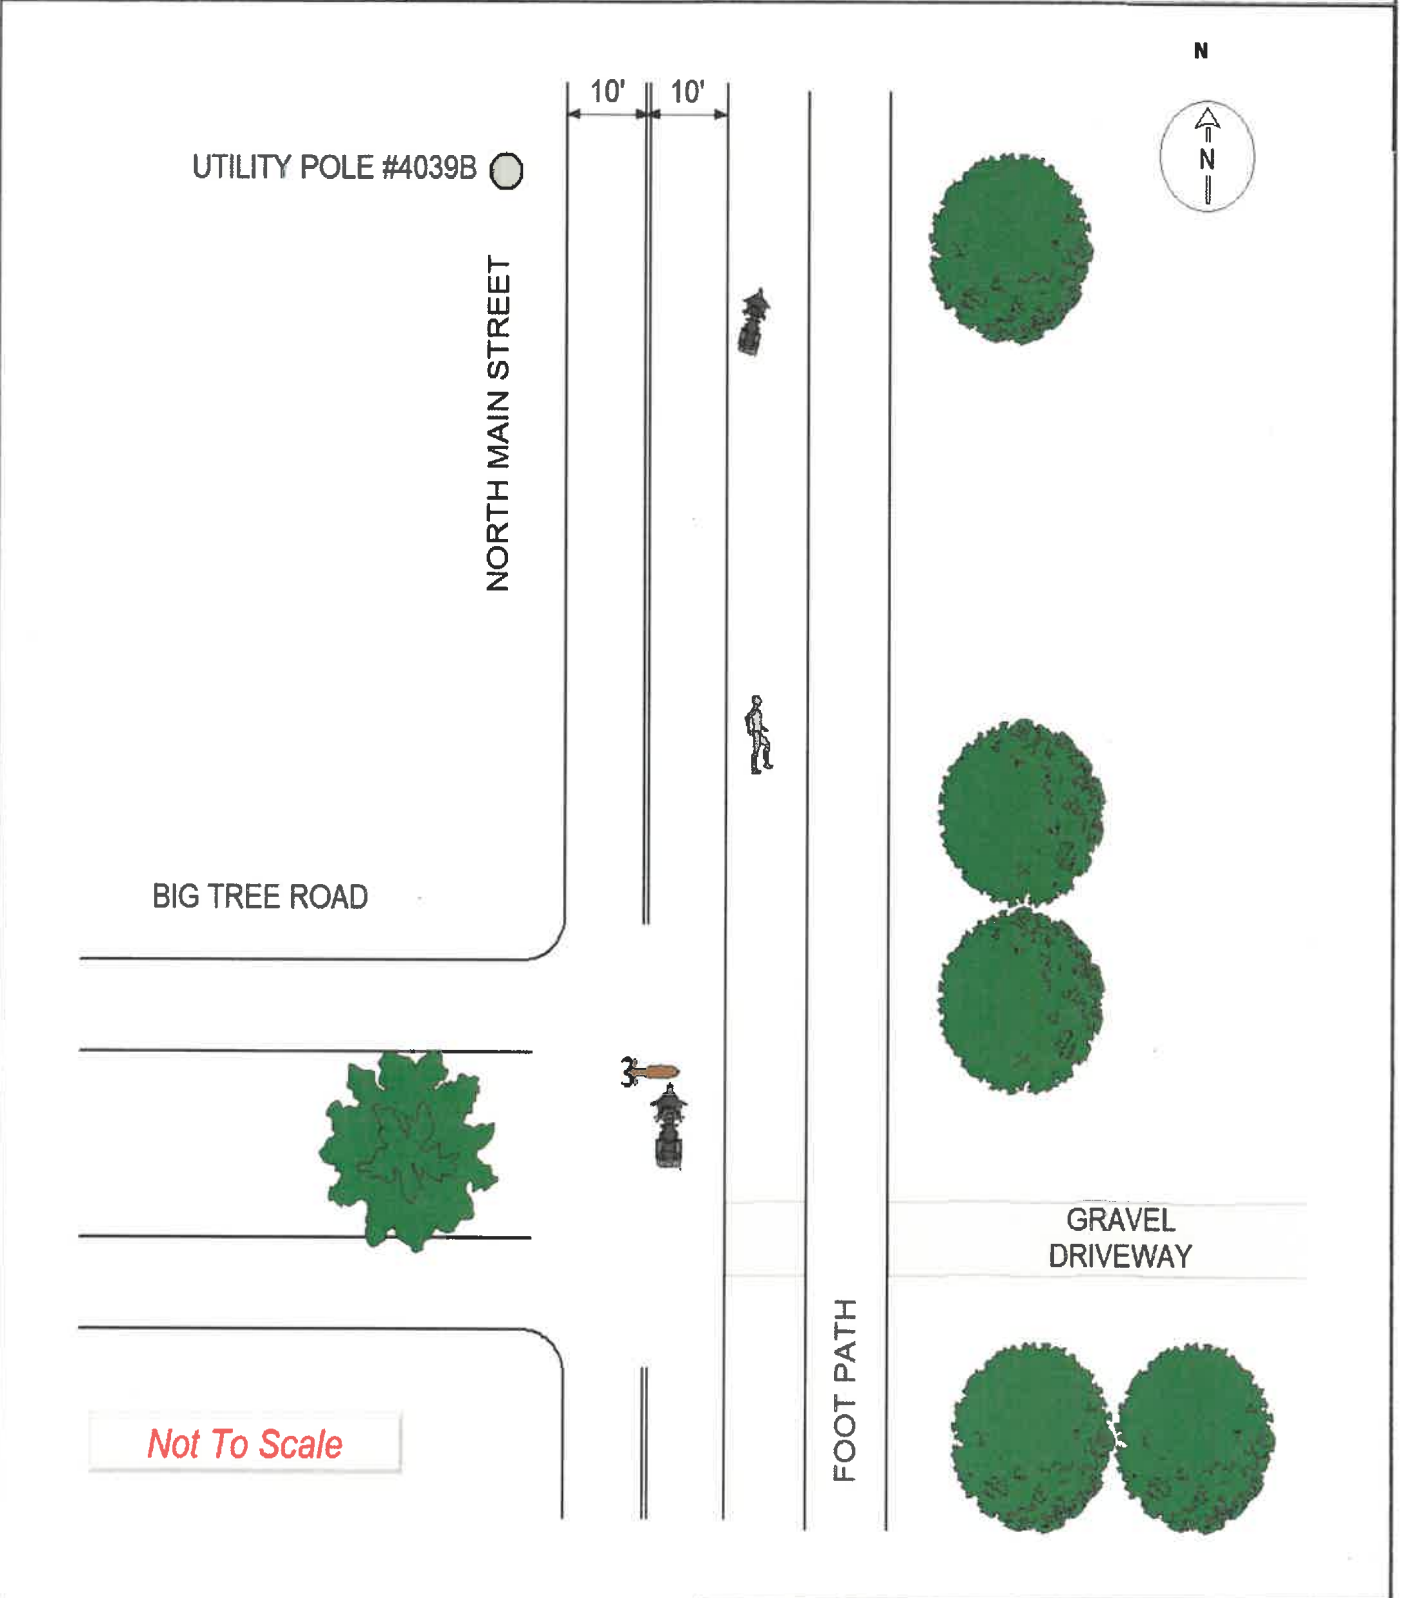 N
10' 10'
N
UTILITY POLE #4039B
NORTH MAIN STREET
BIG TREE ROAD
GRAVEL
DRIVEWAY
FOOT PATH
Not To Scale